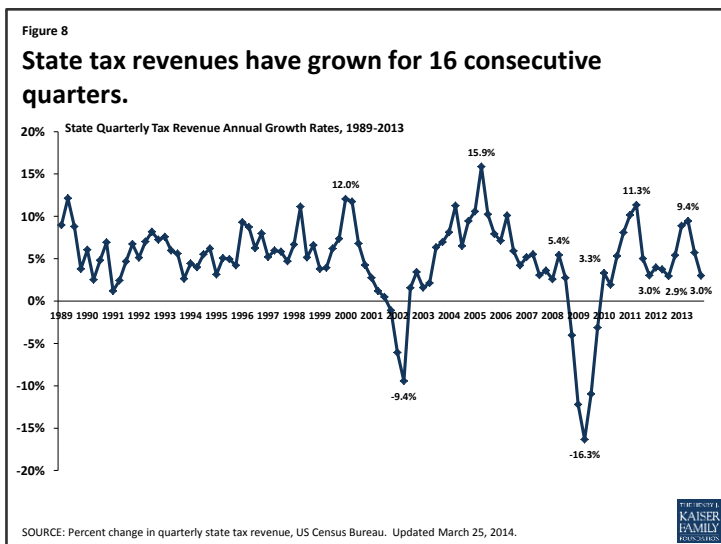 Figure 8
State tax revenues have grown for 16 consecutive
quarters.
State Quarterly Tax Revenue Annual Growth Rates, 1989-2013
20%
15%
10%
5%
0%
-5%
-10%
-15%
-20%
12.0%
15.9%
5.4%
3.3%
11.3%
9.4%
3.0%
2.9%
3.0%
-9.4%
-16.3%
1989 1990 1991 1992 1993 1994 1995 1996 1997 1998 1999 2000 2001 2002 2003 2004 2005 2006 2007 2008 2009 2010 2011 2012 2013
SOURCE: Percent change in quarterly state tax revenue, US Census Bureau. Updated March 25, 2014.
THE HENRY J.
KAISER
FAMILY
FOUNDATION